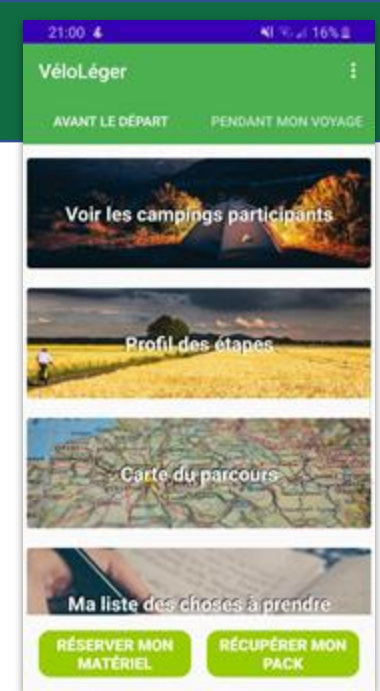 21:00
16%
VéloLéger
AVANT LE DÉPART PENDANT MON VOYAGE
Voir les campings participants
Profil des étapes
Carte du parcours
Ma liste des choses à prendre
RÉSERVER MON
MATÉRIEL
RÉCUPÉRER MON
PACK